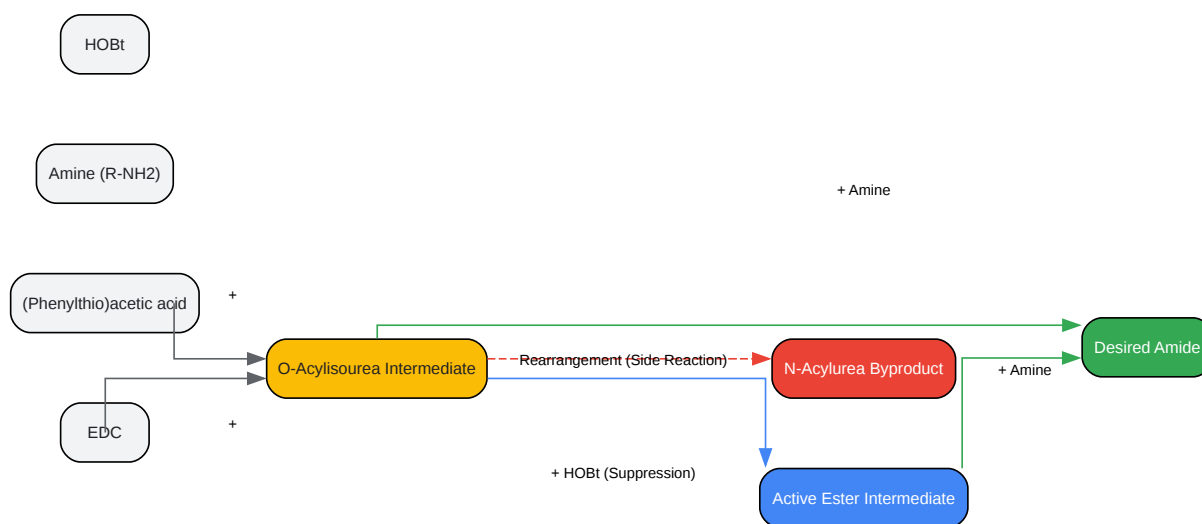 HOBt
Amine (R-NH2)
+ Amine
(Phenylthio)acetic acid
+
O-Acylisourea Intermediate
Rearrangement (Side Reaction)
N-Acylurea Byproduct
Desired Amide
+ Amine
EDC
+
+ HOBt (Suppression)
Active Ester Intermediate